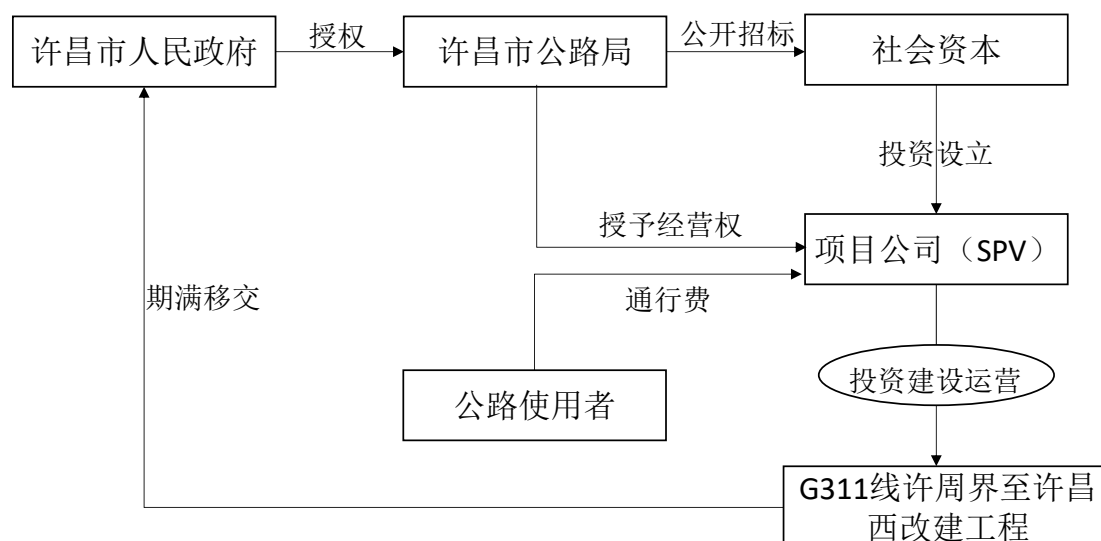 许昌市人民政府
授权
许昌市公路局
公开招标
社会资本
投资设立
授予经营权
项目公司（SPV）
期满移交
通行费
投资建设运营
公路使用者
G311线许周界至许昌
西改建工程